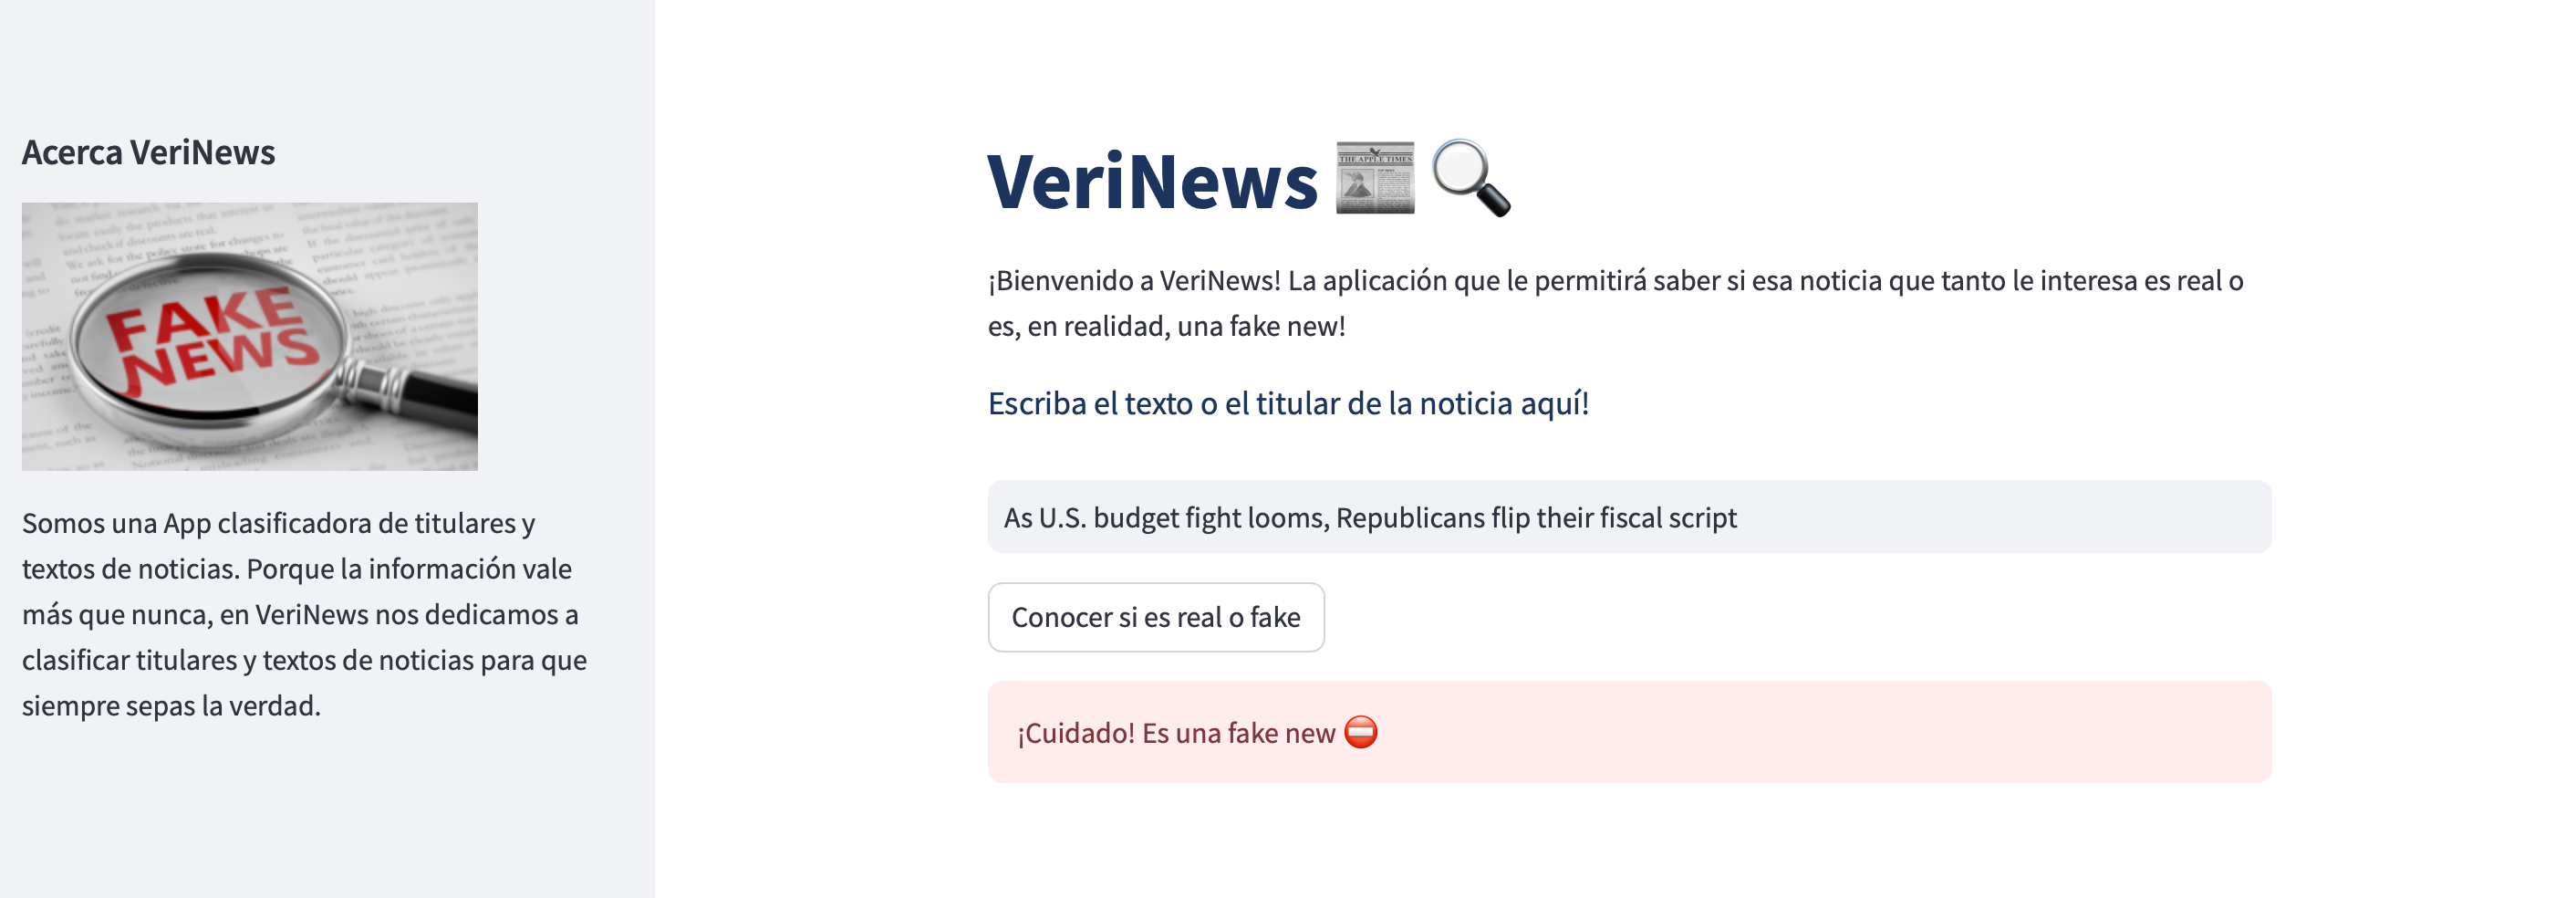 Acerca VeriNews
FAKE
NEWS
Somos una App clasificadora de titulares y
textos de noticias. Porque la información vale
más que nunca, en VeriNews nos dedicamos a
clasificar titulares y textos de noticias para que
siempre sepas la verdad.
VeriNews
THE APPLE TIMES
¡Bienvenido a VeriNews! La aplicación que le permitirá saber si esa noticia que tanto le interesa es real o
es, en realidad, una fake new!
Escriba el texto o el titular de la noticia aquí!
As U.S. budget fight looms, Republicans flip their fiscal script
Conocer si es real o fake
¡Cuidado! Es una fake new